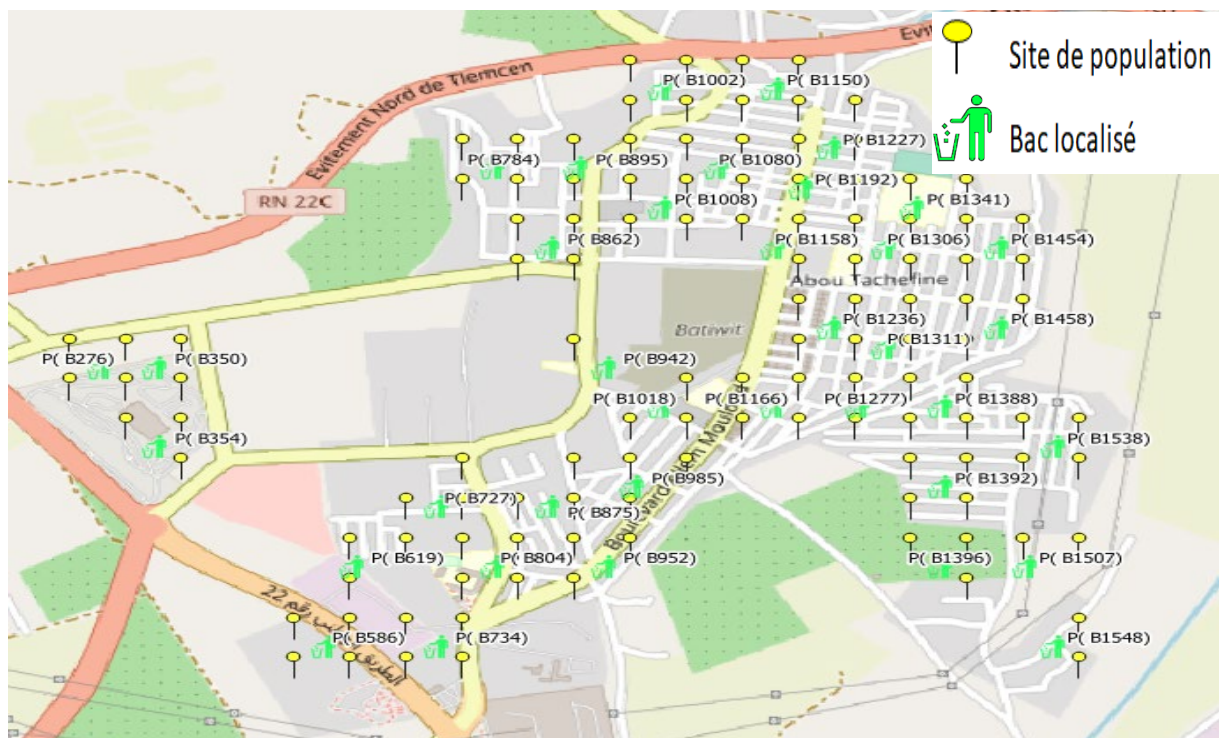 Evi
Site de population
Bac localisé
Evitement Nord de Tlemcen
P( B1002)
P( B1150)
P( B784)
P( B895)
P( B1080)
P( B1227)
RN 22C
P( B1008)
P( B1192)
P( B1341)
P( B862)
P( B1158)
P( B1306)
P( B1454)
Abou Tachefine
P( B1236)
P( B1458)
Batiwit
P( B1311)
P( B276)
P( B350)
P( B942)
P( B1018)
P( B1166)
P( B1277)
P( B1388)
P( B354)
P( B1538)
P( B985)
P( B1392)
P( B727)
P( B875)
P( B619)
P( B804)
P( B952)
P( B1396)
P( B1507)
P( B586)
P( B734)
P( B1548)